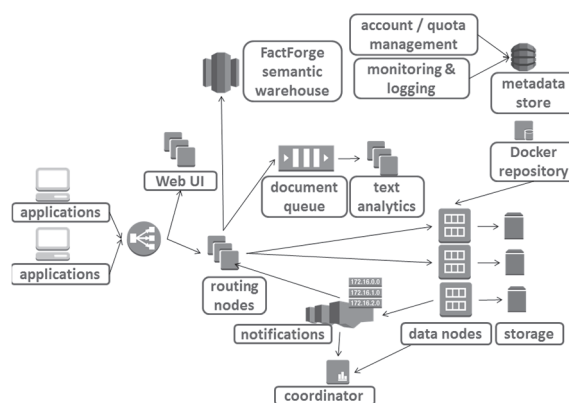 FactForge
semantic
warehouse
account / quota
management
monitoring &
logging
metadata
store
Docker
repository
Web UI
document
queue
text
analytics
applications
applications
routing
nodes
172.16.0.0
172.16.1.0
172.16.2.0
notifications
data nodes
storage
coordinator